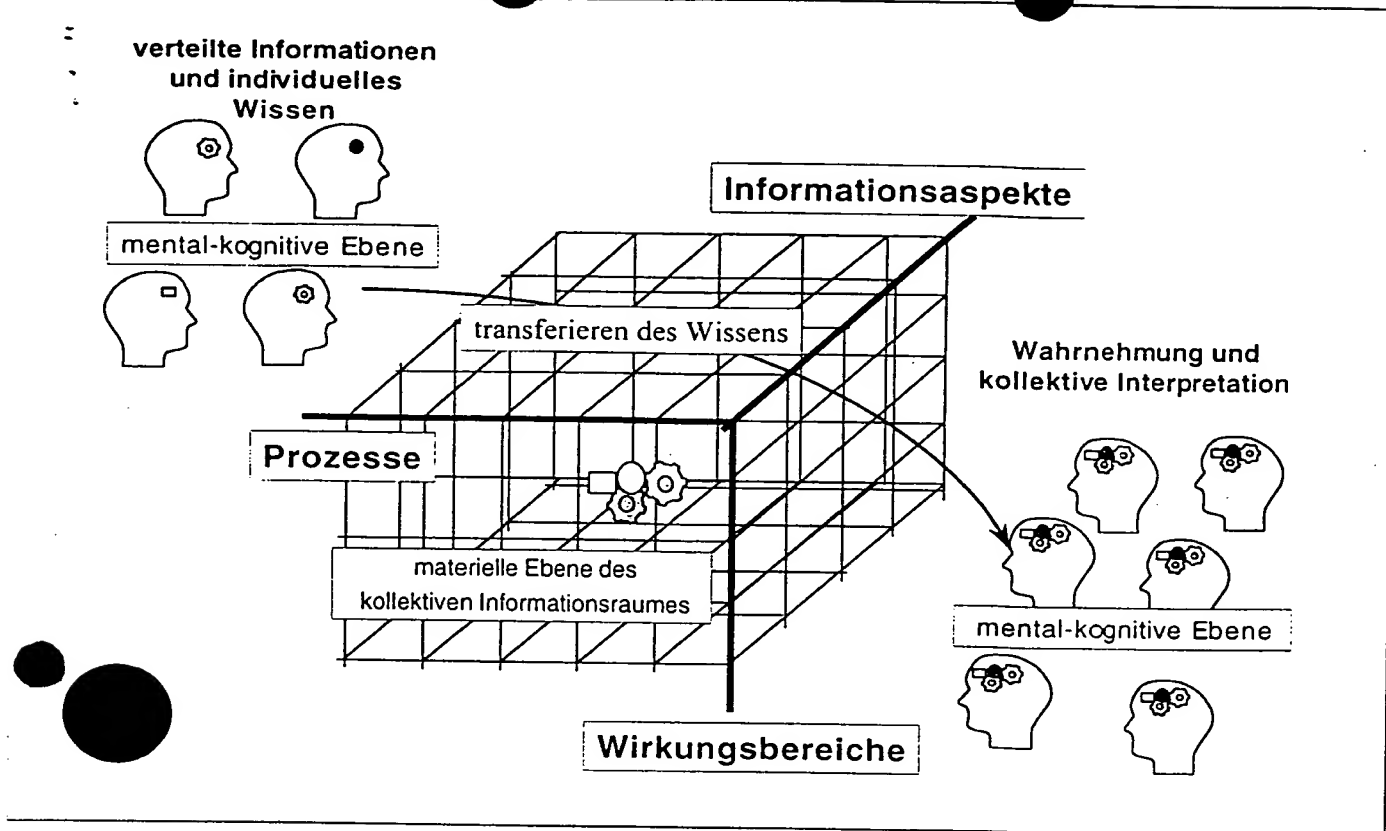 verteilte Informationen
und individuelles
Wissen
mental-kognitive Ebene
Informationsaspekte
transferieren des Wissens
Wahrnehmung und
kollektive Interpretation
Prozesse
materielle Ebene des
kollektiven Informationsraumes
mental-kognitive Ebene
Wirkungsbereiche